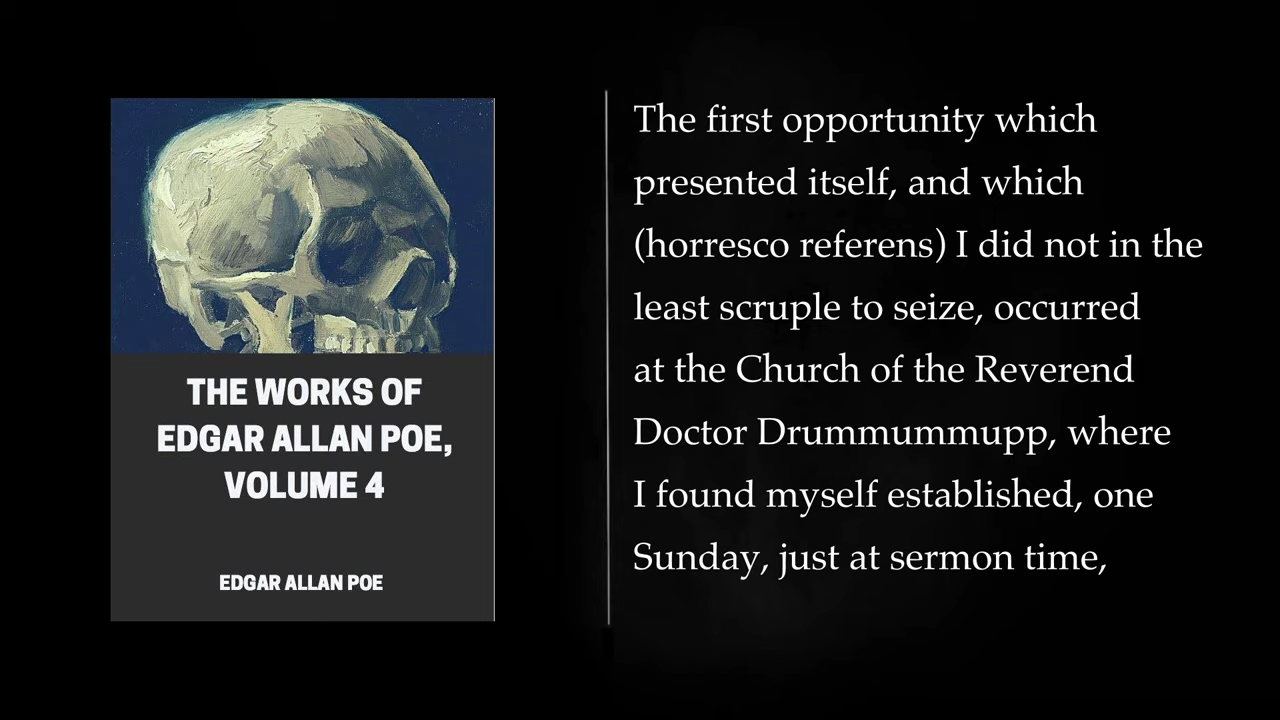 THE WORKS OF
EDGAR ALLAN POE,
VOLUME 4
EDGAR ALLAN POE
The first opportunity which
presented itself, and which
(horresco referens) I did not in the
least scruple to seize, occurred
at the Church of the Reverend
Doctor Drummummupp, where
I found myself established, one
Sunday, just at sermon time,